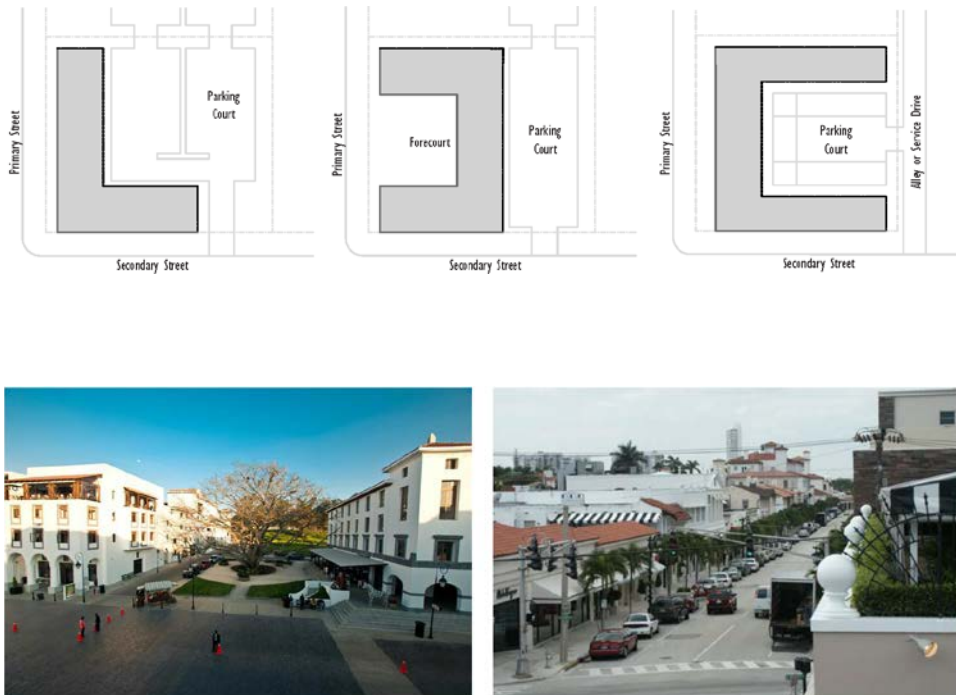 Primary Street
Parking
Court
Secondary Street
Primary Street
Forecourt
Parking
Court
Secondary Street
Primary Street
Parking
Court
Alley or Service Drive
Secondary Street